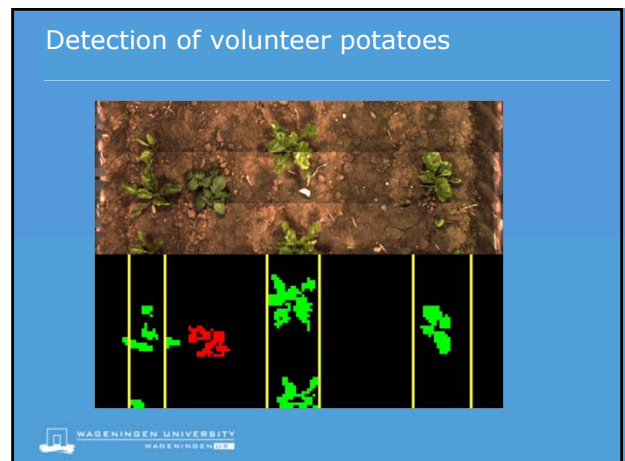 Detection of volunteer potatoes
WAGENINGEN UNIVERSITY
WAGENINGEN UR